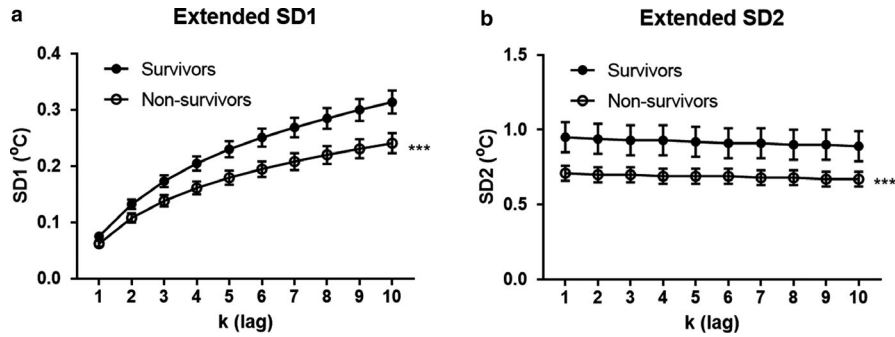 a
Extended SD1
Survivors
Non-survivors
SD1 (°C)
0.4
0.3
0.2
0.1
0.0
***
1 2 3 4 5 6 7 8 9 10
k (lag)
b
Extended SD2
Survivors
Non-survivors
SD2 (°C)
1.5
1.0
0.5
0.0
***
1 2 3 4 5 6 7 8 9 10
k (lag)